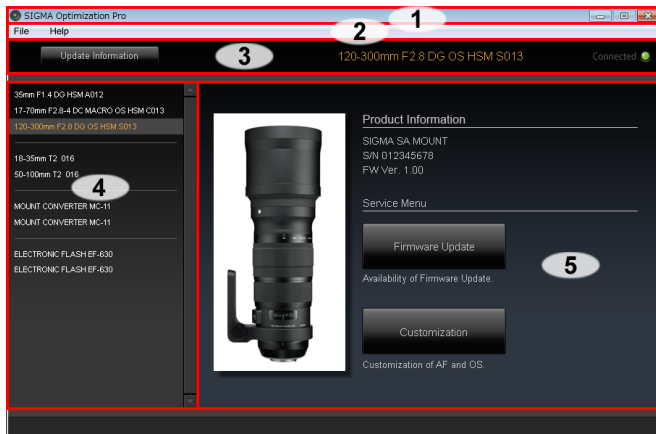 SIGMA Optimization Pro
1
File Help
2
Update Information
3
120-300mm F2.8 DG OS HSM S013
Connected
35mm F1.4 DG HSM A012
17-70mm F2.8-4 DC MACRO OS HSM C013
120-300mm F2.8 DG OS HSM S013
18-35mm T2 016
50-100mm T2 016
4
MOUNT CONVERTER MC-11
MOUNT CONVERTER MC-11
ELECTRONIC FLASH EF-630
ELECTRONIC FLASH EF-630
Product Information
SIGMA SA MOUNT
S/N 012345678
FW Ver. 1.00
Service Menu
Firmware Update
Availability of Firmware Update.
5
Customization
Customization of AF and OS.